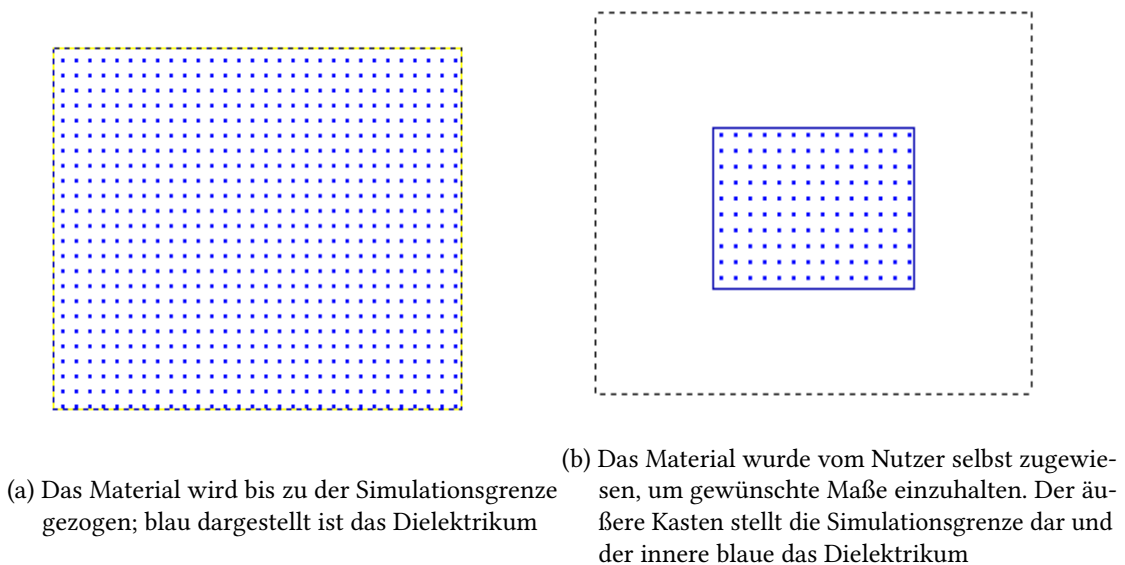 (a) Das Material wird bis zu der Simulationsgrenze
gezogen; blau dargestellt ist das Dielektrikum
(b) Das Material wurde vom Nutzer selbst zugewie-
sen, um gewünschte Maße einzuhalten. Der äu-
ßere Kasten stellt die Simulationsgrenze dar und
der innere blaue das Dielektrikum